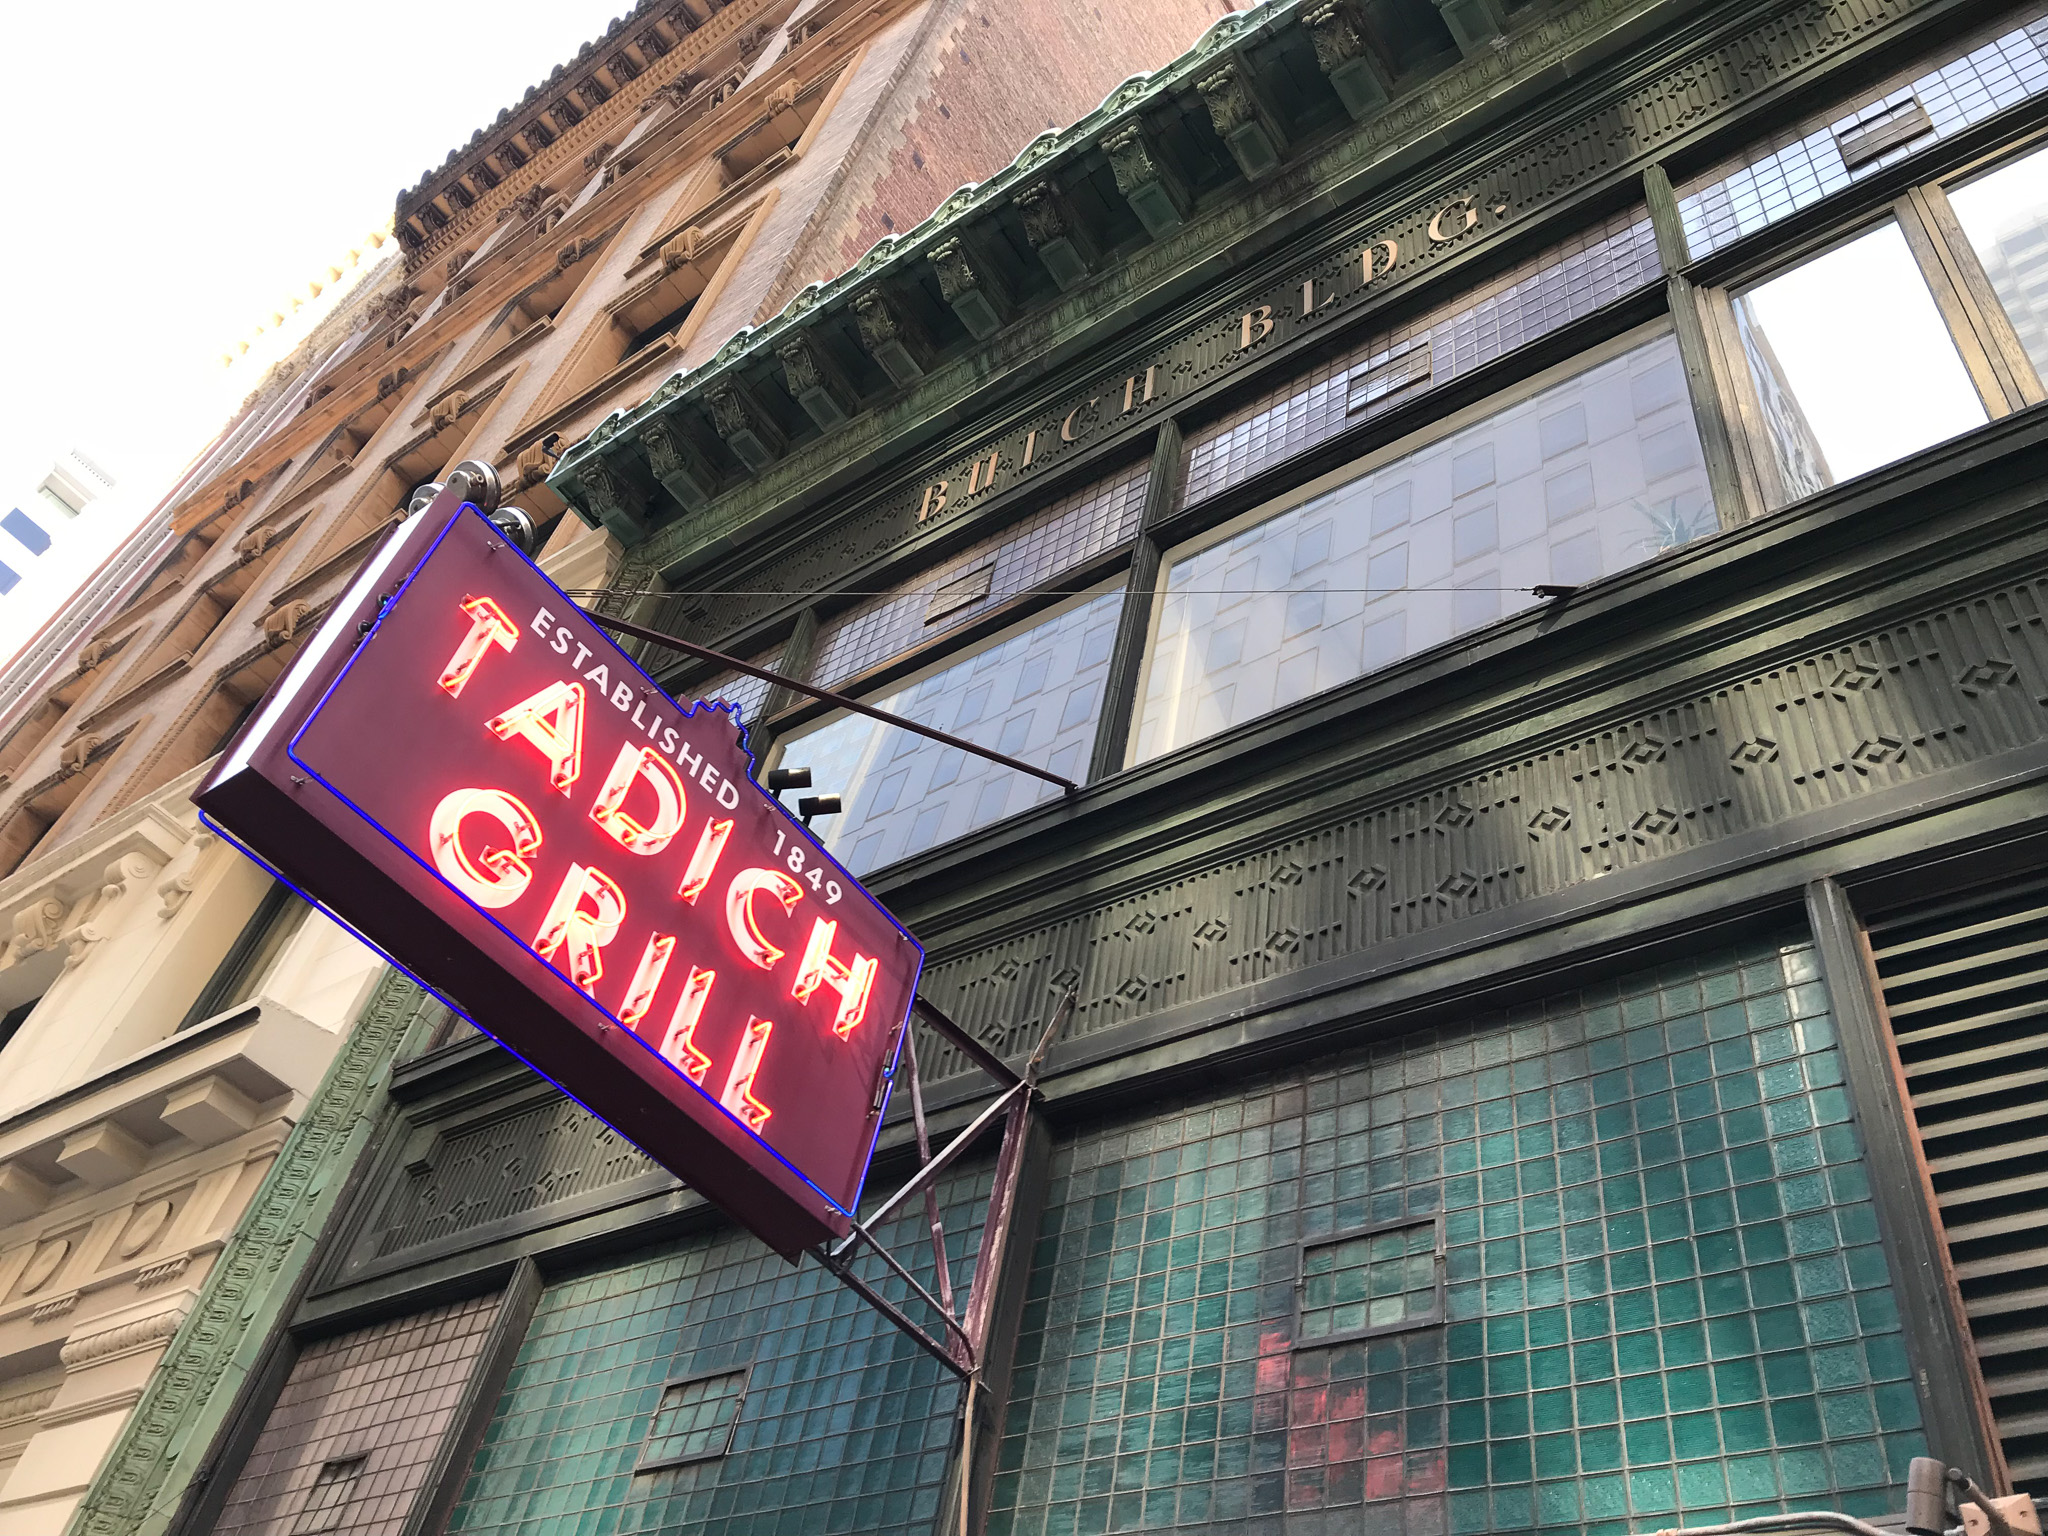 BUICH BLDG.
ESTABLISHED 1849
TADICH
GRILL